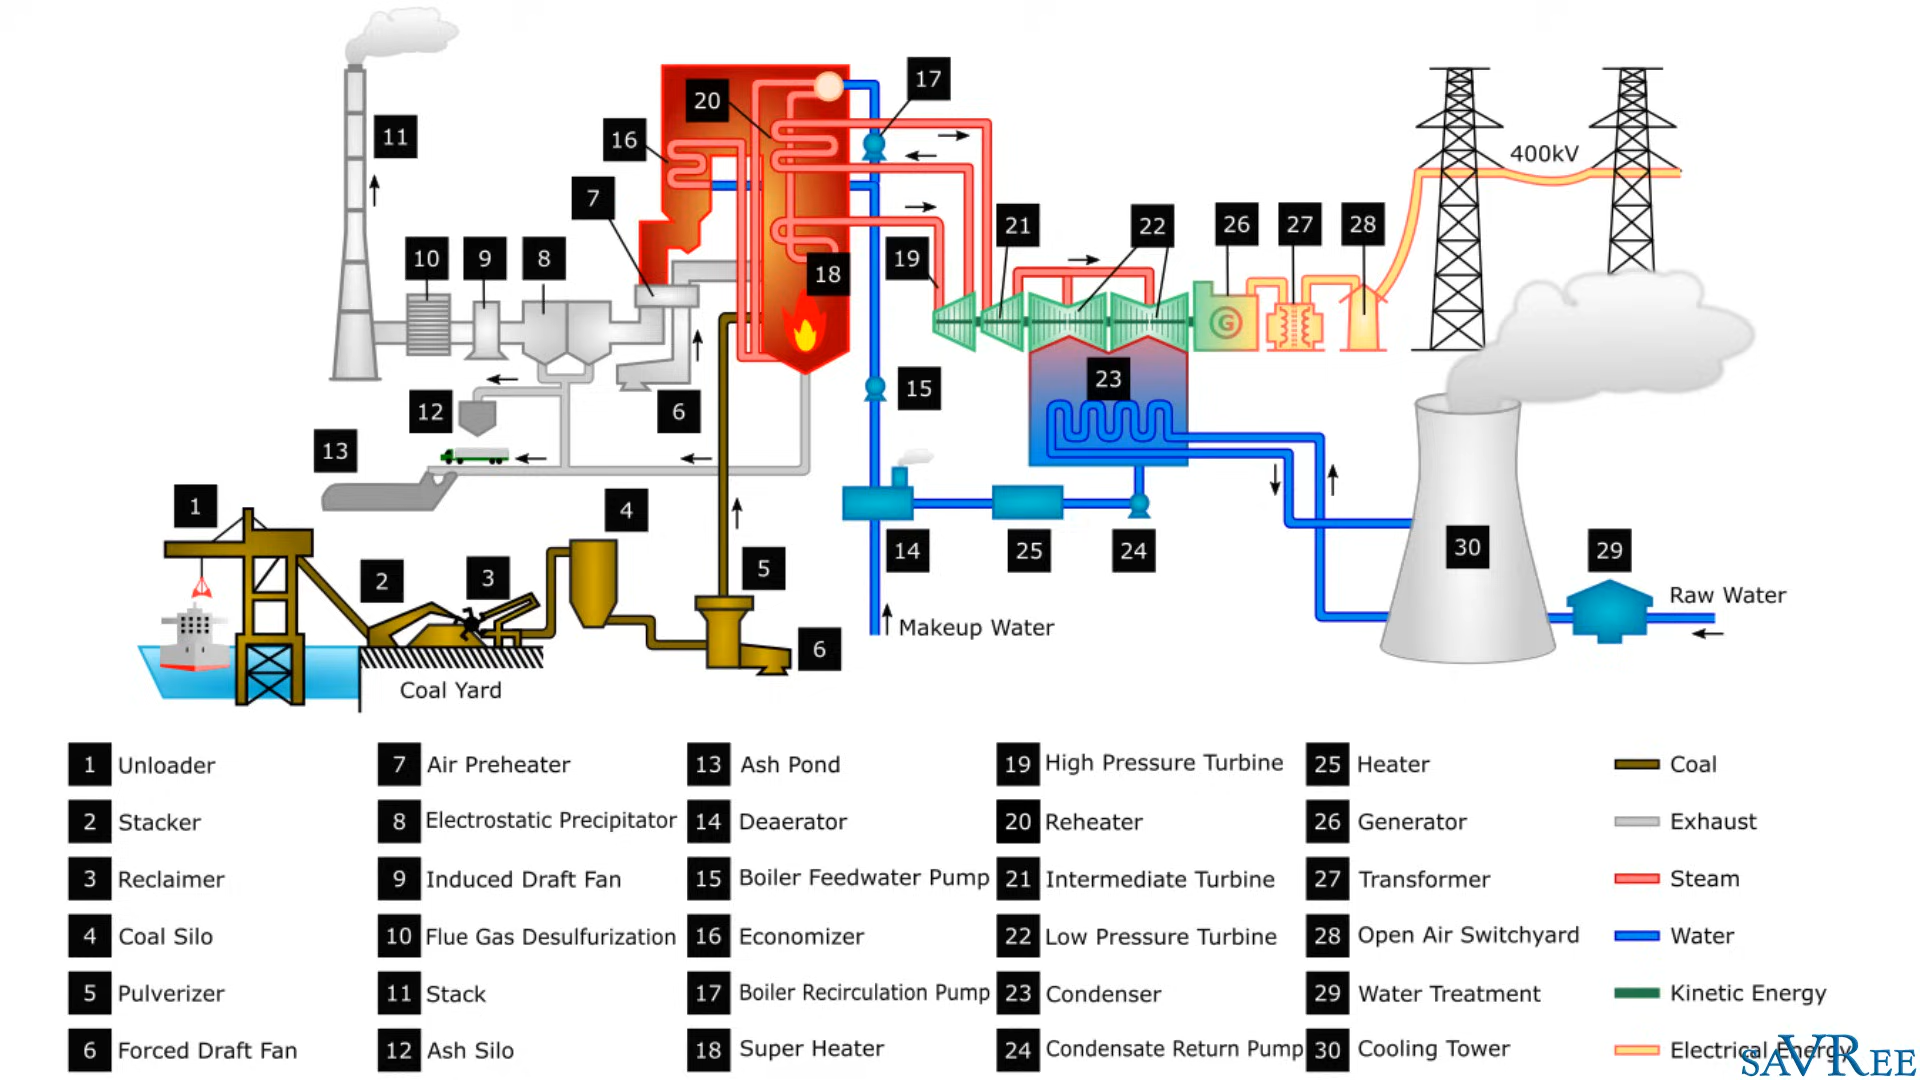 17
20
11
16
400kV
7
21
22
26
27
28
10
9
8
19
18
23
15
12
6
13
1
4
14
25
24
30
29
2
3
5
Raw Water
Makeup Water
6
Coal Yard
1 Unloader
2 Stacker
3 Reclaimer
4 Coal Silo
5 Pulverizer
6 Forced Draft Fan
7 Air Preheater
8 Electrostatic Precipitator
9 Induced Draft Fan
10 Flue Gas Desulfurization
11 Stack
12 Ash Silo
13 Ash Pond
14 Deaerator
15 Boiler Feedwater Pump
16 Economizer
17 Boiler Recirculation Pump
18 Super Heater
19 High Pressure Turbine
20 Reheater
21 Intermediate Turbine
22 Low Pressure Turbine
23 Condenser
24 Condensate Return Pump
25 Heater
26 Generator
27 Transformer
28 Open Air Switchyard
29 Water Treatment
30 Cooling Tower
Coal
Exhaust
Steam
Water
Kinetic Energy
Electrical Energy
G
saVRee